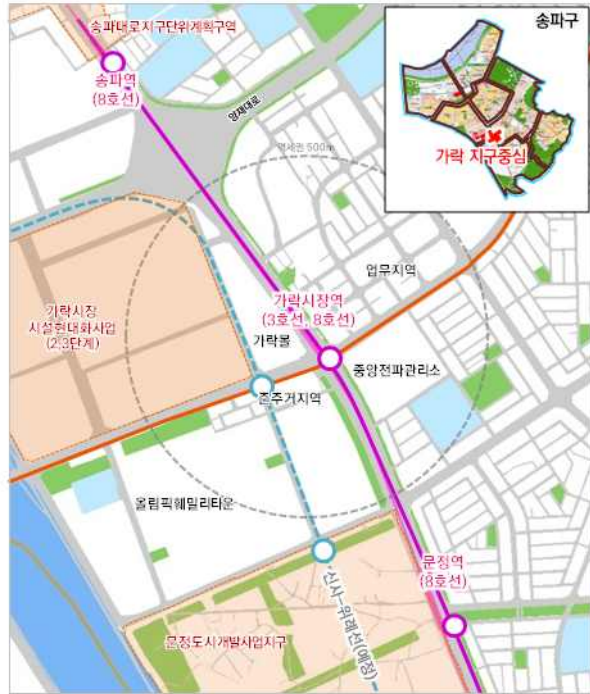 송파대로지구단위계획구역
송파구
송파역
(8호선)
양재대로
가락 지구중심
역세권 500m
업무지역
가락시장역
(3호선, 8호선)
가락시장
시설현대화사업
(2,3단계)
가락몰
중앙전파관리소
준주거지역
올림픽훼밀리타운
문정역
(8호선)
신사-위례선(예정)
문정도시개발사업지구